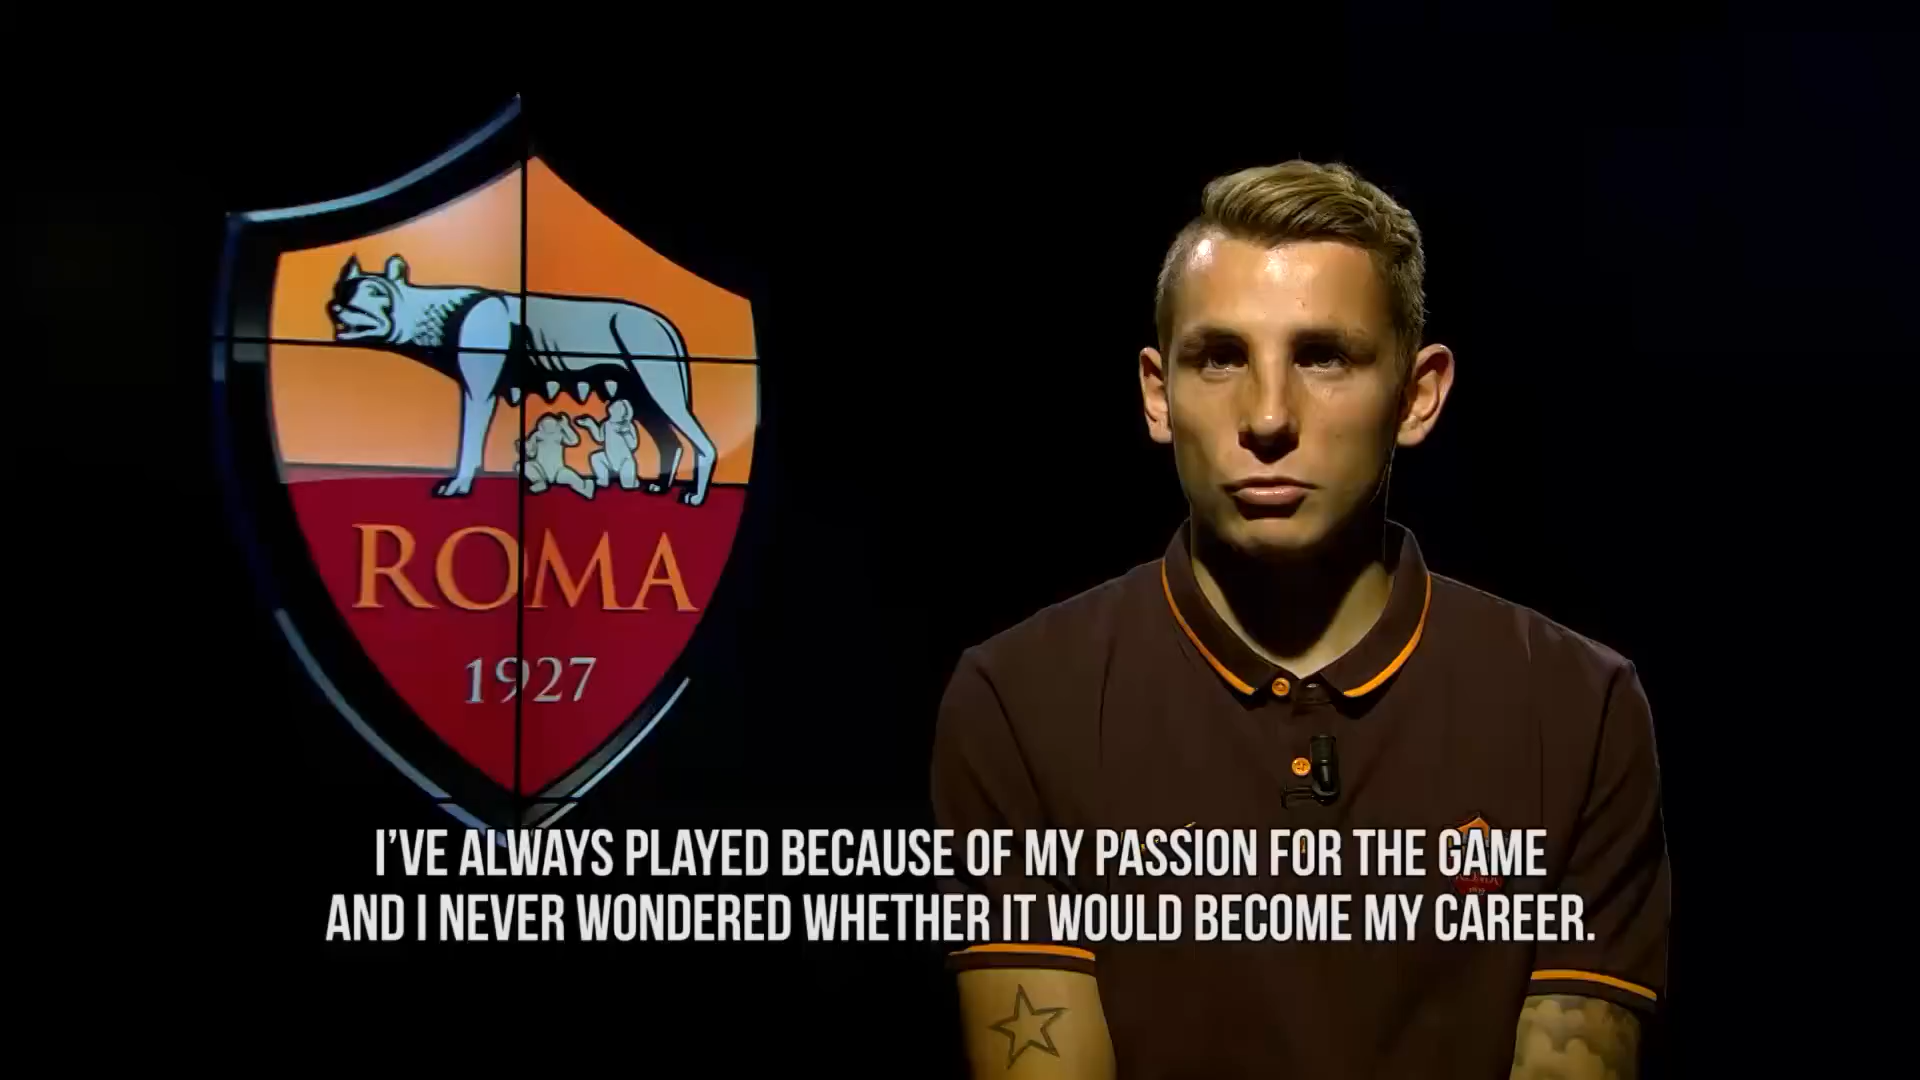 ROMA
1927
I'VE ALWAYS PLAYED BECAUSE OF MY PASSION FOR THE GAME
AND I NEVER WONDERED WHETHER IT WOULD BECOME MY CAREER.